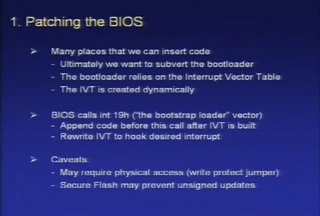 1. Patching the BIOS
➢ Many places that we can insert code
- Ultimately we want to subvert the bootloader
- The bootloader relies on the Interrupt Vector Table
- The IVT is created dynamically
➢ BIOS calls int 19h ("the bootstrap loader" vector)
- Append code before this call after IVT is built
- Rewrite IVT to hook desired interrupt
➢ Caveats:
- May require physical access (write protect jumper)
- Secure Flash may prevent unsigned updates